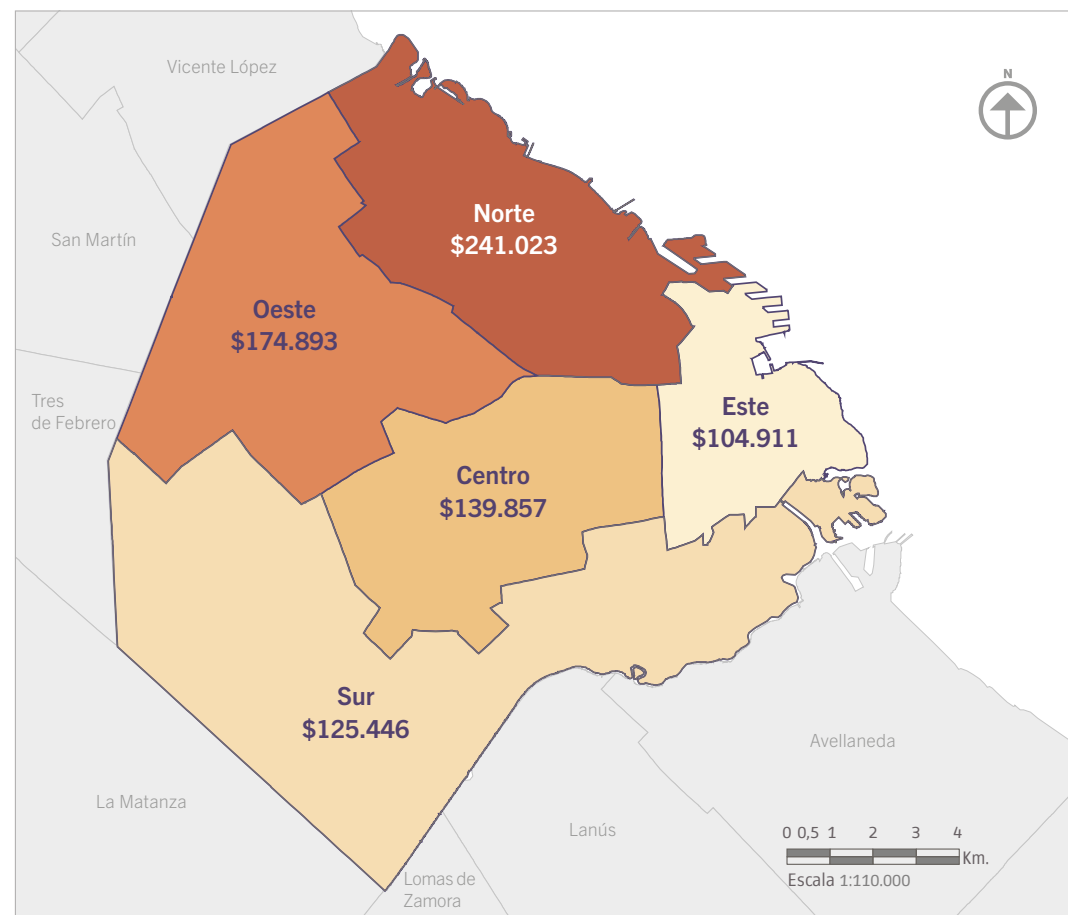 Vicente López
N
San Martín
Norte
$241.023
Oeste
$174.893
Tres
de Febrero
Este
$104.911
Centro
$139.857
Sur
$125.446
Avellaneda
La Matanza
Lanús
0 0,5 1 2 3 4
Km.
Escala 1:110.000
Lomas de
Zamora